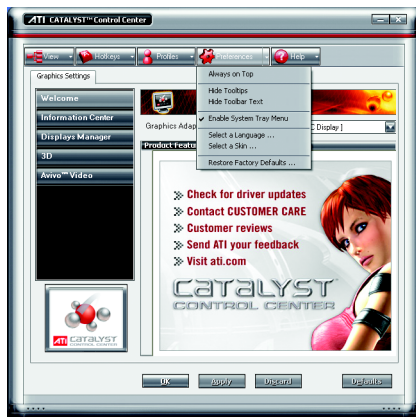 ATI CATALYST™ Control Center
View Hotkeys Profiles Preferences Help
Graphics Settings
Always on Top
Hide Tooltips
Hide Toolbar Text
Enable System Tray Menu
Select a Language ...
Select a Skin ...
Restore Factory Defaults ...
Welcome
Information Center
Displays Manager
3D
Avivo™ Video
Graphics Adap
Display ]
Product Featu
Check for driver updates
Contact CUSTOMER CARE
Customer reviews
Send ATI your feedback
Visit ati.com
CATALYST
CONTROL CENTER
ATI CATALYST
CONTROL CENTER
OK Apply Discard Defaults